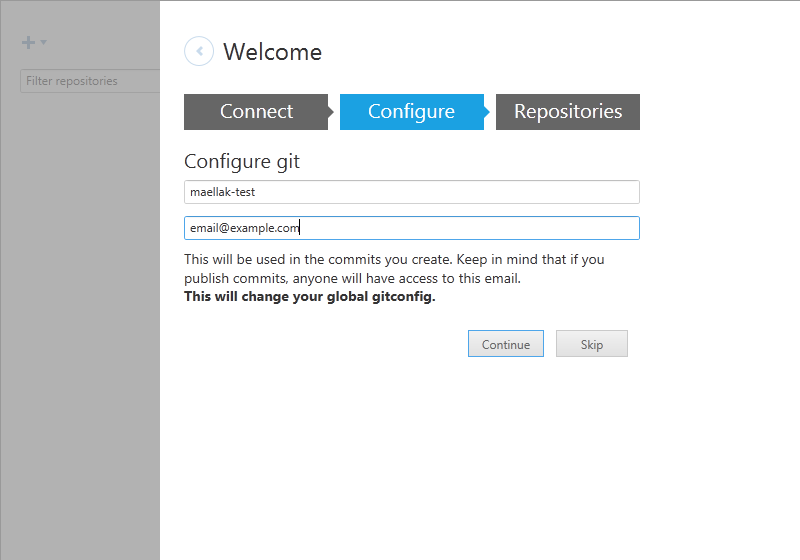 Welcome
Filter repositories
Connect
Configure
Repositories
Configure git
maellak-test
email@example.com
This will be used in the commits you create. Keep in mind that if you
publish commits, anyone will have access to this email.
This will change your global gitconfig.
Continue
Skip